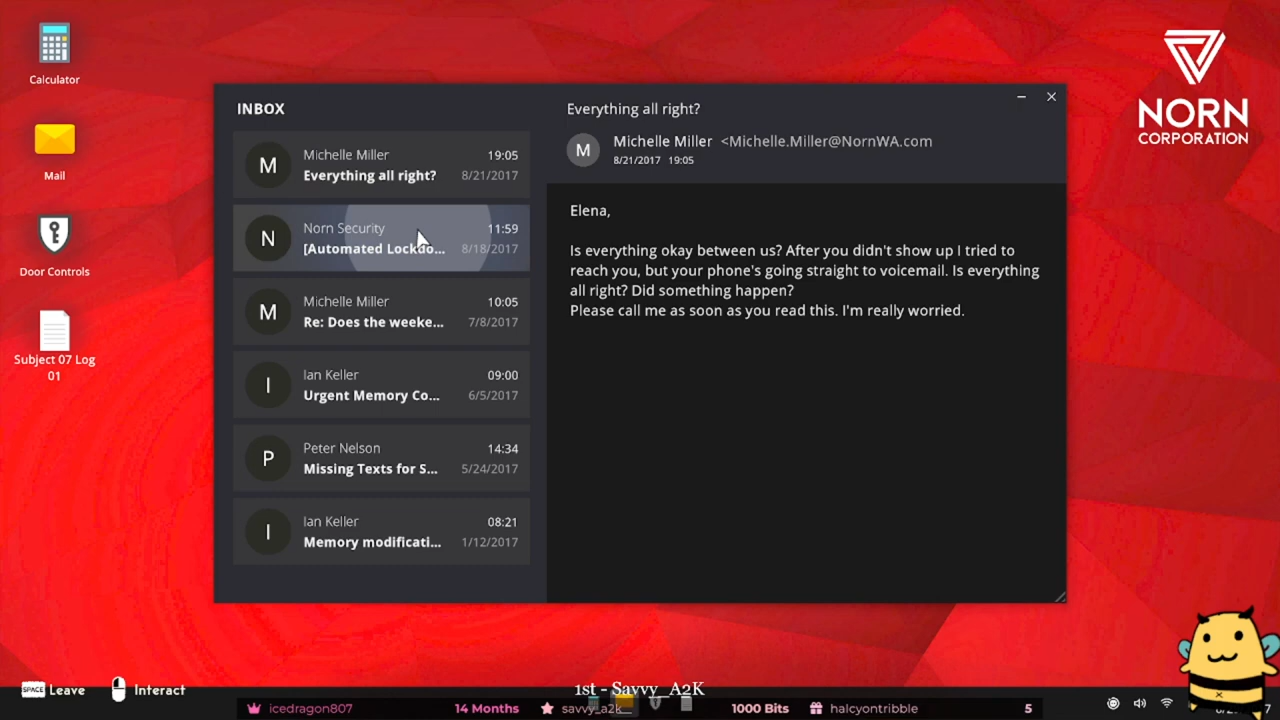 Calculator
Mail
Door Controls
Subject 07 Log
01
NORN
CORPORATION
INBOX
Michelle Miller 19:05
Everything all right? 8/21/2017
Norn Security 11:59
[Automated Lockdo... 8/18/2017
Michelle Miller 10:05
Re: Does the weeke... 7/8/2017
Ian Keller 09:00
Urgent Memory Co... 6/5/2017
Peter Nelson 14:34
Missing Texts for S... 5/24/2017
Ian Keller 08:21
Memory modificati... 1/12/2017
M
N
M
I
P
I
Everything all right?
M
Michelle Miller <Michelle.Miller@NornWA.com
8/21/2017 19:05
Elena,
Is everything okay between us? After you didn't show up I tried to
reach you, but your phone's going straight to voicemail. Is everything
all right? Did something happen?
Please call me as soon as you read this. I'm really worried.
SPACE Leave Interact
1st - Savvy_A2K
icedragon807 14 Months savvy_a2k 1000 Bits halcyontribble 5